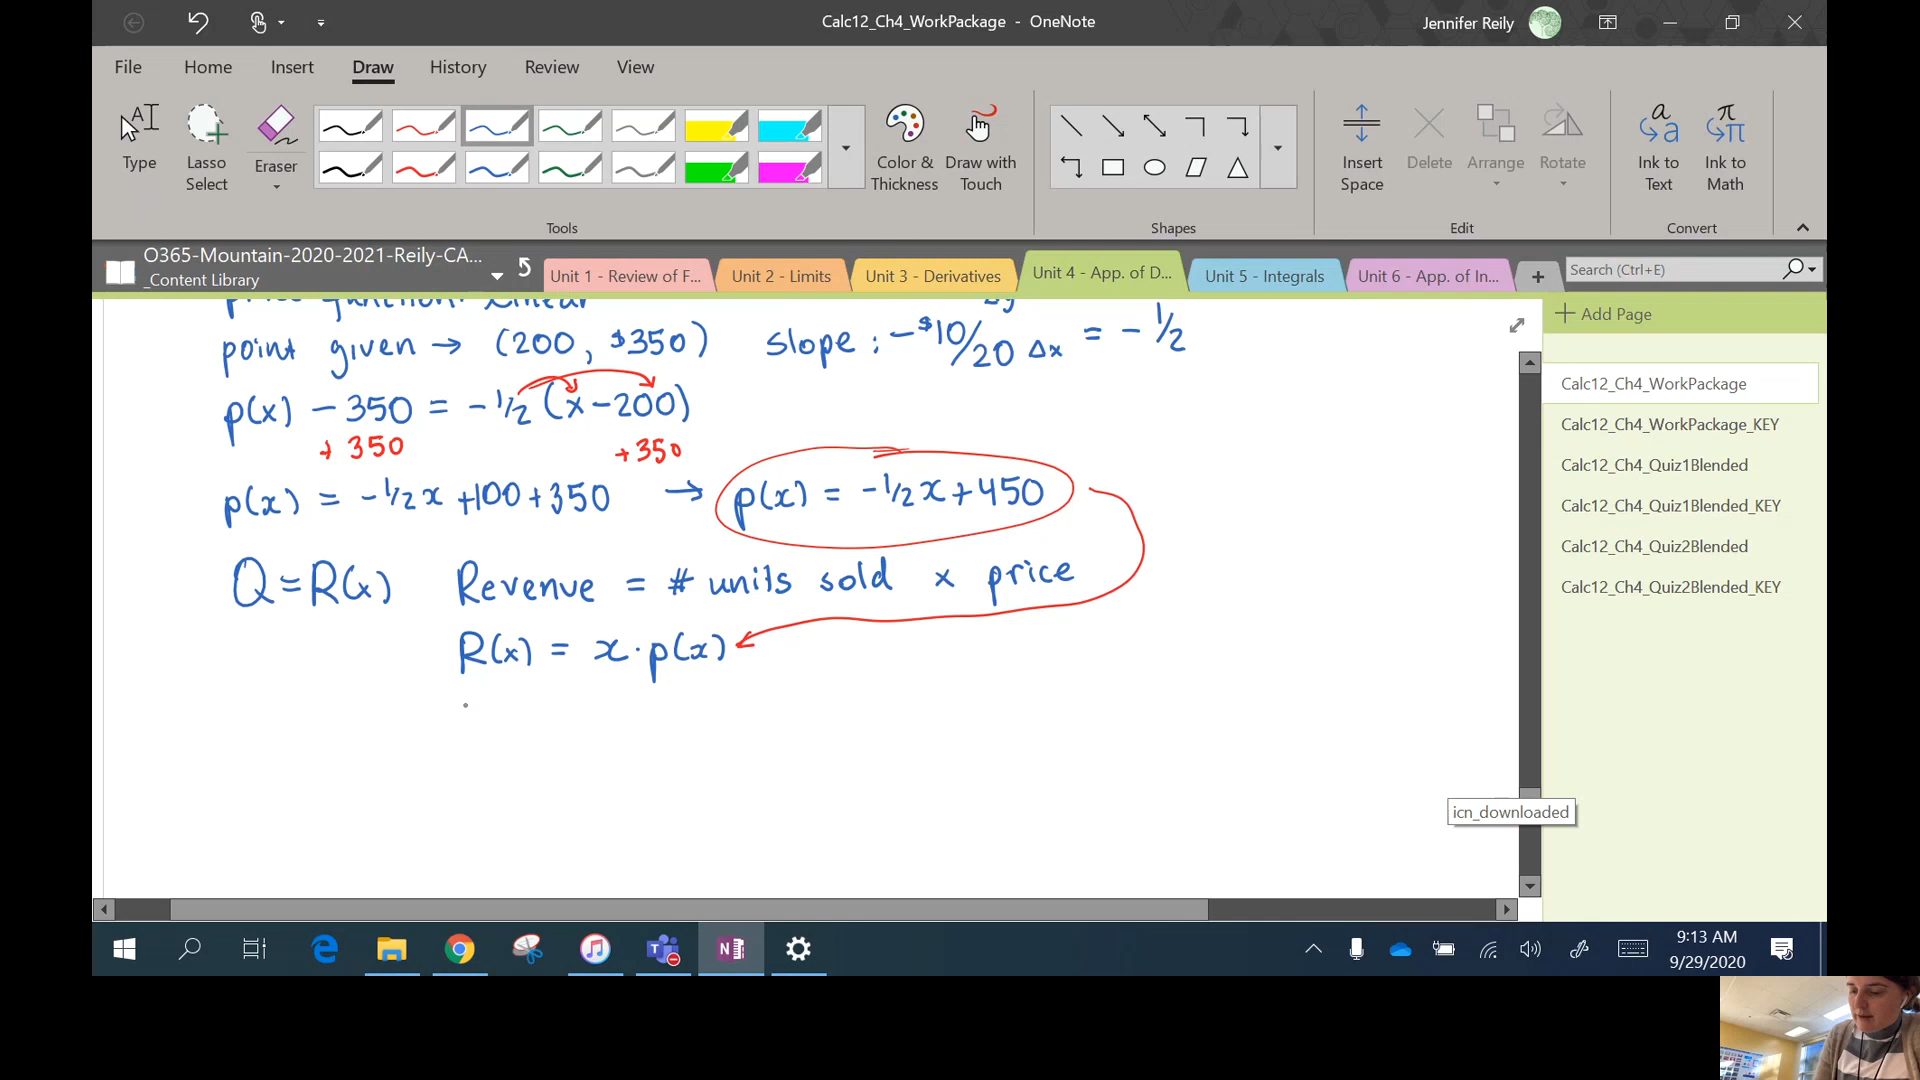 Calc12_Ch4_WorkPackage - OneNote
Jennifer Reily
File Home Insert Draw History Review View
Type
Lasso Select
Eraser
Color & Thickness
Draw with Touch
Insert Space
Delete
Arrange
Rotate
Ink to Text
Ink to Math
Tools
Shapes
Edit
Convert
O365-Mountain-2020-2021-Reily-CA...
_Content Library
Unit 1 - Review of F...
Unit 2 - Limits
Unit 3 - Derivatives
Unit 4 - App. of D...
Unit 5 - Integrals
Unit 6 - App. of In...
Search (Ctrl+E)
Add Page
Calc12_Ch4_WorkPackage
Calc12_Ch4_WorkPackage_KEY
Calc12_Ch4_Quiz1Blended
Calc12_Ch4_Quiz1Blended_KEY
Calc12_Ch4_Quiz2Blended
Calc12_Ch4_Quiz2Blended_KEY
price function: linear
Δy
point given → (200, $350) slope: -$10/20 Δx = -1/2
p(x) - 350 = -1/2 (x - 200)
+350 +350
p(x) = -1/2x + 100 + 350 → p(x) = -1/2x + 450
Q = R(x) Revenue = # units sold x price
R(x) = x · p(x)
icn_downloaded
9:13 AM
9/29/2020